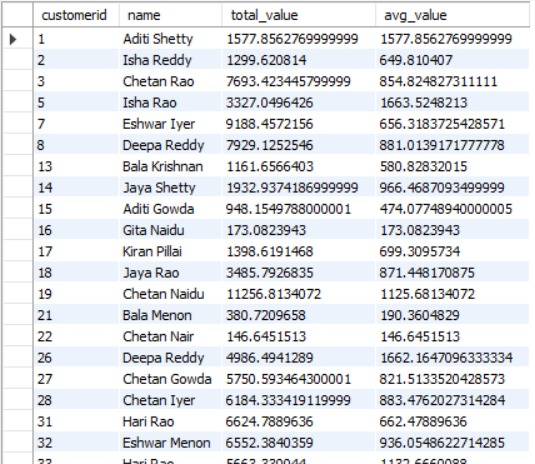 customerid name total_value avg_value
1 Aditi Shetty 1577.8562769999999 1577.8562769999999
2 Isha Reddy 1299.620814 649.810407
3 Chetan Rao 7693.423445799999 854.824827311111
5 Isha Rao 3327.0496426 1663.5248213
7 Eshwar Iyer 9188.4572156 656.3183725428571
8 Deepa Reddy 7929.1252546 881.0139171777778
13 Bala Krishnan 1161.6566403 580.82832015
14 Jaya Shetty 1932.9374186999999 966.4687093499999
15 Aditi Gowda 948.1549788000001 474.07748940000005
16 Gita Naidu 173.0823943 173.0823943
17 Kiran Pillai 1398.6191468 699.3095734
18 Jaya Rao 3485.7926835 871.448170875
19 Chetan Naidu 11256.8134072 1125.68134072
21 Bala Menon 380.7209658 190.3604829
22 Chetan Nair 146.6451513 146.6451513
26 Deepa Reddy 4986.4941289 1662.1647096333334
27 Chetan Gowda 5750.593464300001 821.5133520428573
28 Chetan Iyer 6184.333419119999 883.4762027314284
31 Hari Rao 6624.7889636 662.47889636
32 Eshwar Menon 6552.3840359 936.0548622714285
33 Hari Rao 5663.330044 1132.6660088